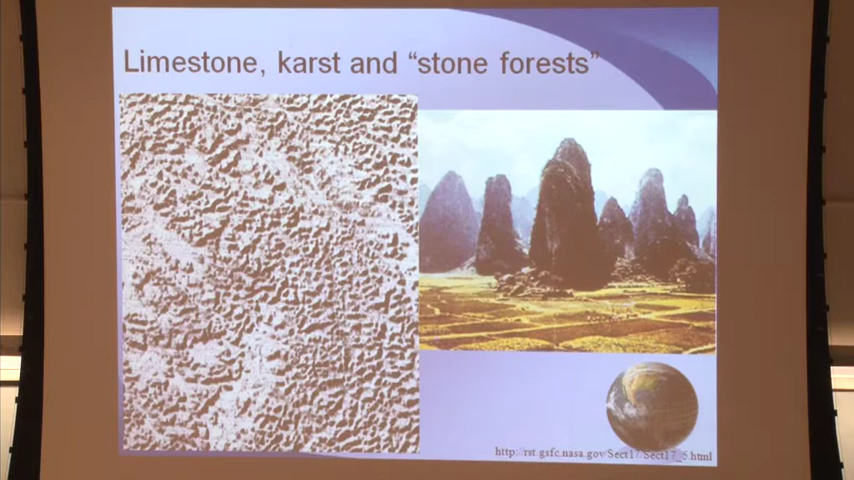 Limestone, karst and “stone forests”
http://rst.gsfc.nasa.gov/Sect17/Sect17_5.html